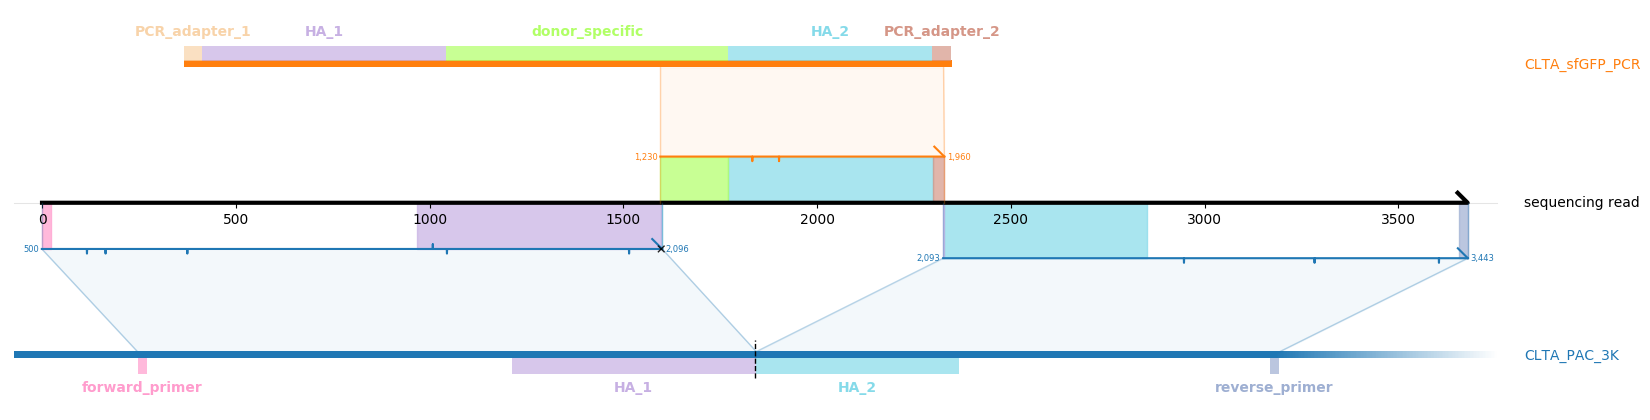 PCR_adapter_1 HA_1 donor_specific HA_2 PCR_adapter_2
CLTA_sfGFP_PCR
1,230 1,960
sequencing read
0 500 1000 1500 2000 2500 3000 3500
500 2,096 2,093 3,443
CLTA_PAC_3K
forward_primer HA_1 HA_2 reverse_primer